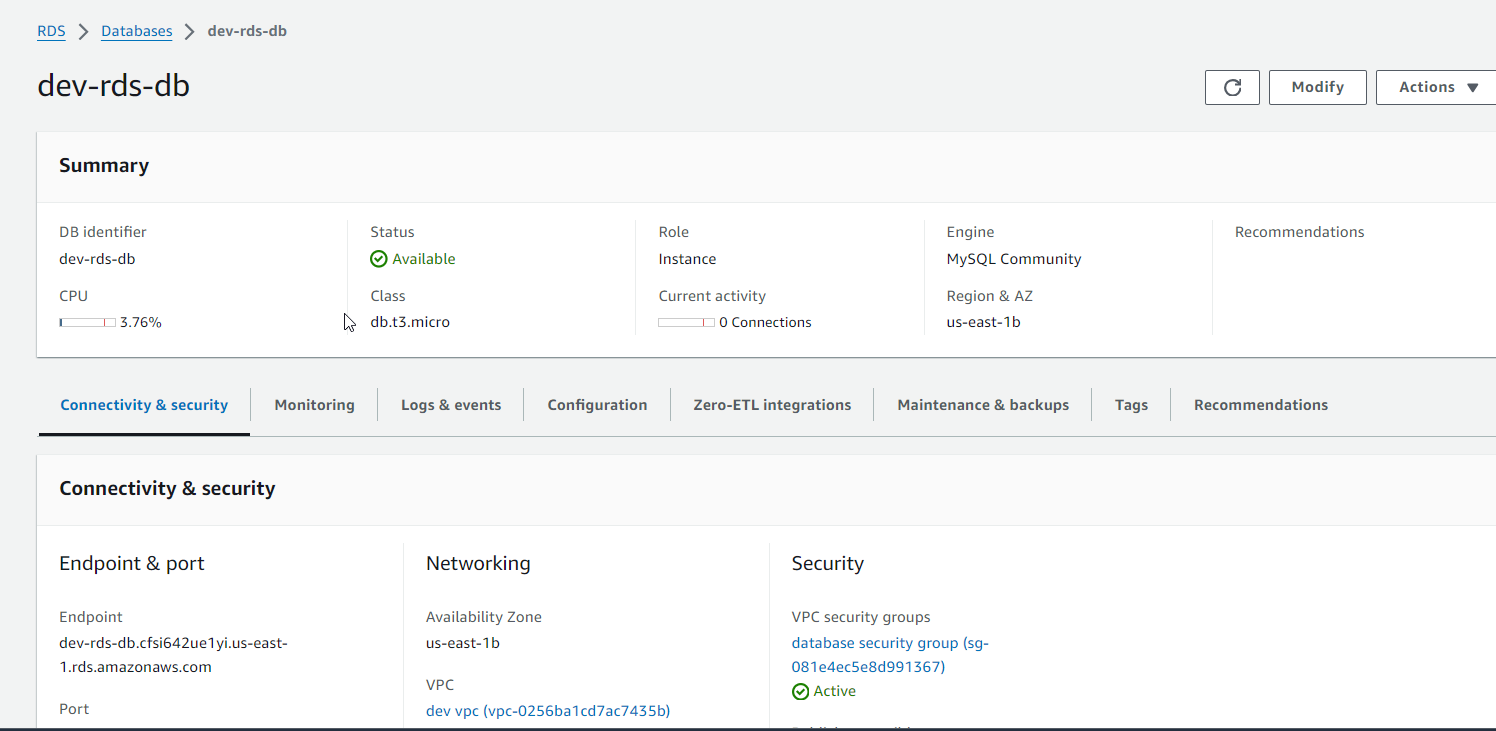 RDS > Databases > dev-rds-db
dev-rds-db
Modify
Actions
Summary
DB identifier
dev-rds-db
Status
Available
Role
Instance
Engine
MySQL Community
Recommendations
CPU
3.76%
Class
db.t3.micro
Current activity
0 Connections
Region & AZ
us-east-1b
Connectivity & security
Monitoring
Logs & events
Configuration
Zero-ETL integrations
Maintenance & backups
Tags
Recommendations
Connectivity & security
Endpoint & port
Endpoint
dev-rds-db.cfsi642ue1yi.us-east-
1.rds.amazonaws.com
Port
Networking
Availability Zone
us-east-1b
VPC
dev vpc (vpc-0256ba1cd7ac7435b)
Security
VPC security groups
database security group (sg-
081e4ec5e8d991367)
Active